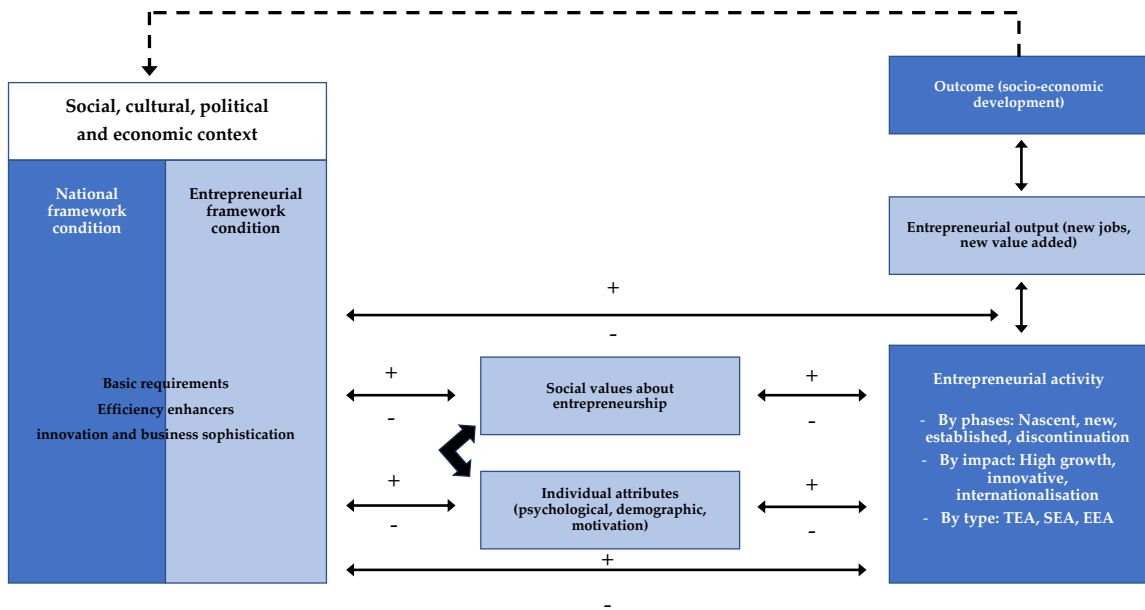 Social, cultural, political
and economic context
National
framework
condition
Entrepreneurial
framework
condition
Basic requirements
Efficiency enhancers
innovation and business sophistication
+
-
+
-
Social values about
entrepreneurship
+
-
+
-
Individual attributes
(psychological, demographic,
motivation)
+
-
+
-
Outcome (socio-economic
development)
Entrepreneurial output (new jobs,
new value added)
Entrepreneurial activity
- By phases: Nascent, new,
established, discontinuation
- By impact: High growth,
innovative,
internationalisation
- By type: TEA, SEA, EEA
+
-